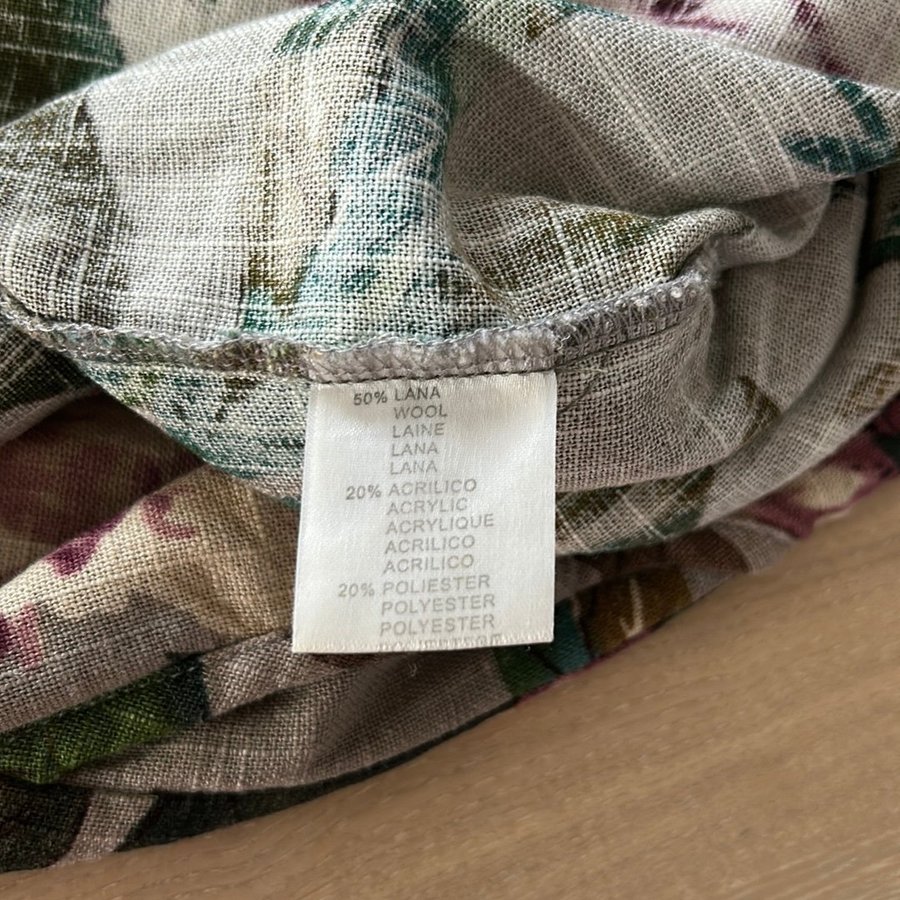 50% LANA
WOOL
LAINE
LANA
LANA
20% ACRILICO
ACRYLIC
ACRYLIQUE
ACRILICO
ACRILICO
20% POLIESTER
POLYESTER
POLYESTER